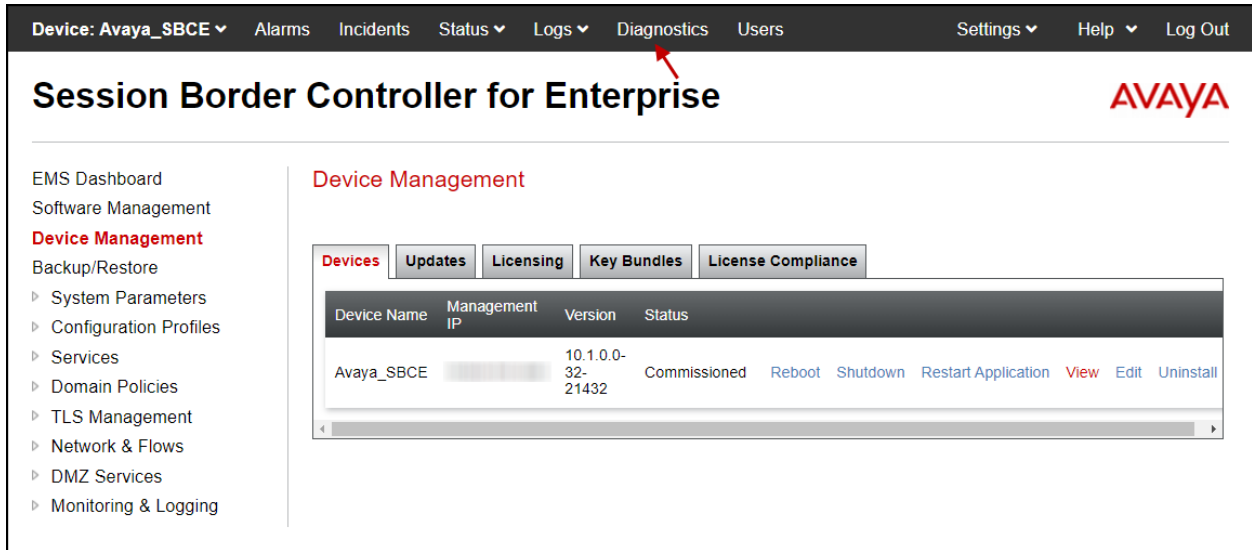 Device: Avaya_SBCE Alarms Incidents Status Logs Diagnostics Users Settings Help Log Out
Session Border Controller for Enterprise
AVAYA
EMS Dashboard
Software Management
Device Management
Backup/Restore
System Parameters
Configuration Profiles
Services
Domain Policies
TLS Management
Network & Flows
DMZ Services
Monitoring & Logging
Device Management
Devices Updates Licensing Key Bundles License Compliance
Device Name Management IP Version Status
Avaya_SBCE 10.1.0.0-32-21432 Commissioned Reboot Shutdown Restart Application View Edit Uninstall